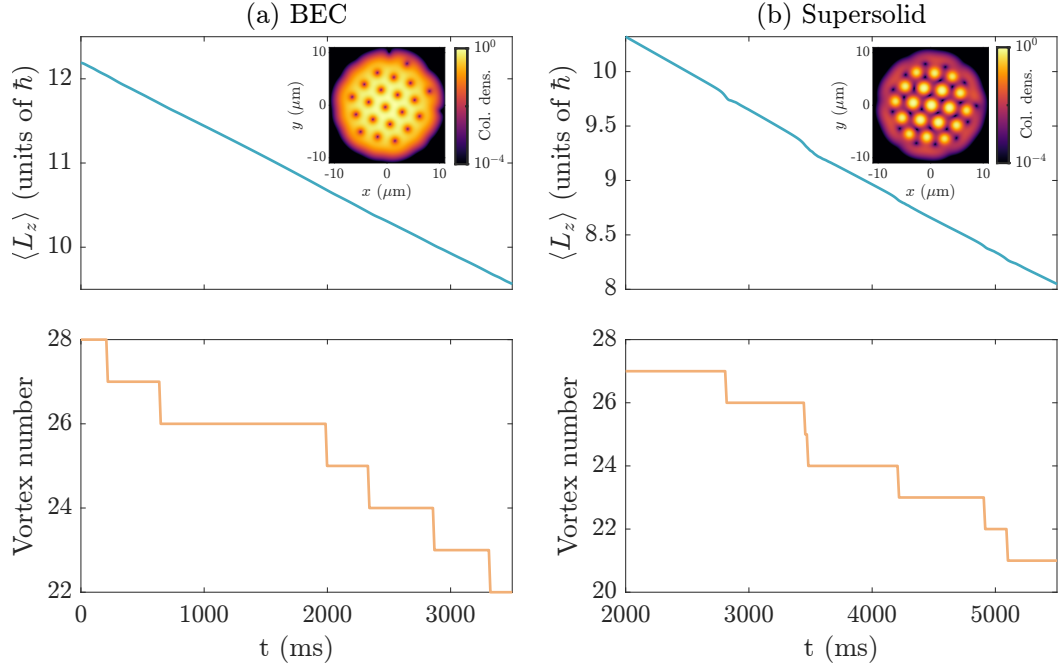 (a) BEC
(b) Supersolid
⟨L_z⟩ (units of ħ)
12
11
10
y (μm)
10
0
-10
-10 0 10
x (μm)
10^0
Col. dens.
10^-4
⟨L_z⟩ (units of ħ)
10
9.5
9
8.5
8
y (μm)
10
0
-10
-10 0 10
x (μm)
10^0
Col. dens.
10^-4
Vortex number
28
26
24
22
0 1000 2000 3000
t (ms)
Vortex number
28
26
24
22
20
2000 3000 4000 5000
t (ms)